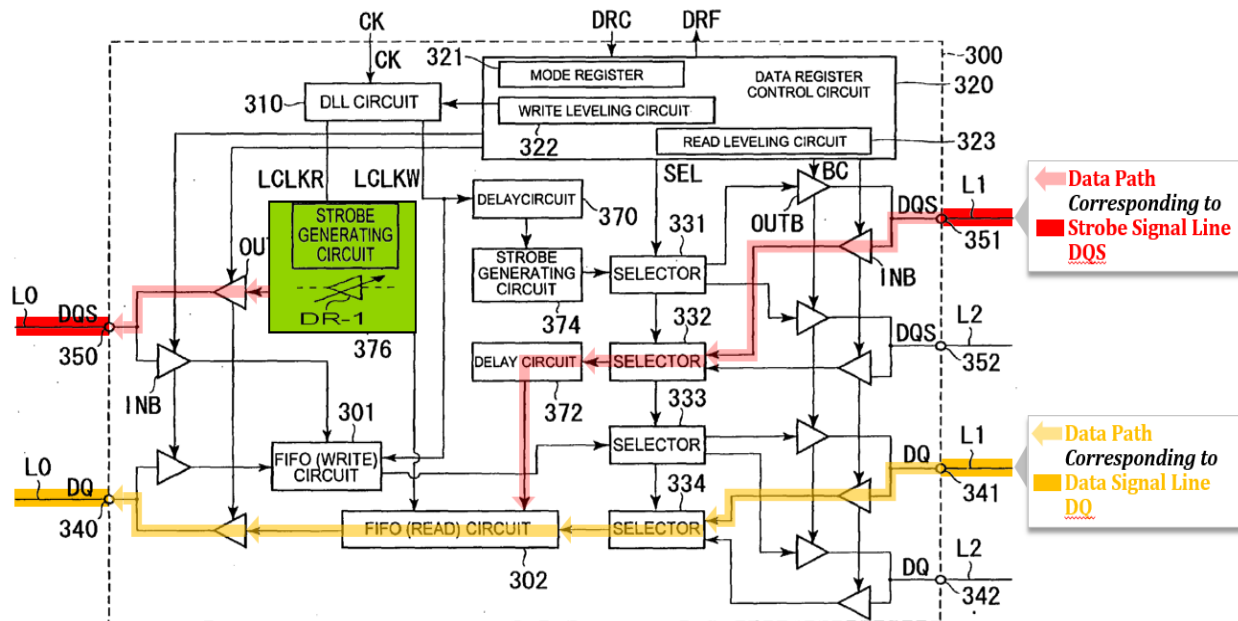 CK
DRC
DRF
321
CK
MODE REGISTER
DATA REGISTER
CONTROL CIRCUIT
300
320
310
DLL CIRCUIT
WRITE LEVELING CIRCUIT
322
READ LEVELING CIRCUIT
323
LCLKR
LCLKW
SEL
BC
DELAYCIRCUIT
370
331
OUTB
DQS
L1
351
STROBE
GENERATING
CIRCUIT
OUT
DR-1
376
STROBE
GENERATING
CIRCUIT
374
SELECTOR
INB
L0
DQS
350
332
DQS
L2
352
DELAY CIRCUIT
372
SELECTOR
INB
301
333
FIFO (WRITE)
CIRCUIT
SELECTOR
L0
DQ
340
334
DQ
L1
341
FIFO (READ) CIRCUIT
302
SELECTOR
DQ
L2
342
Data Path
Corresponding to
Strobe Signal Line
DQS
Data Path
Corresponding to
Data Signal Line
DQ